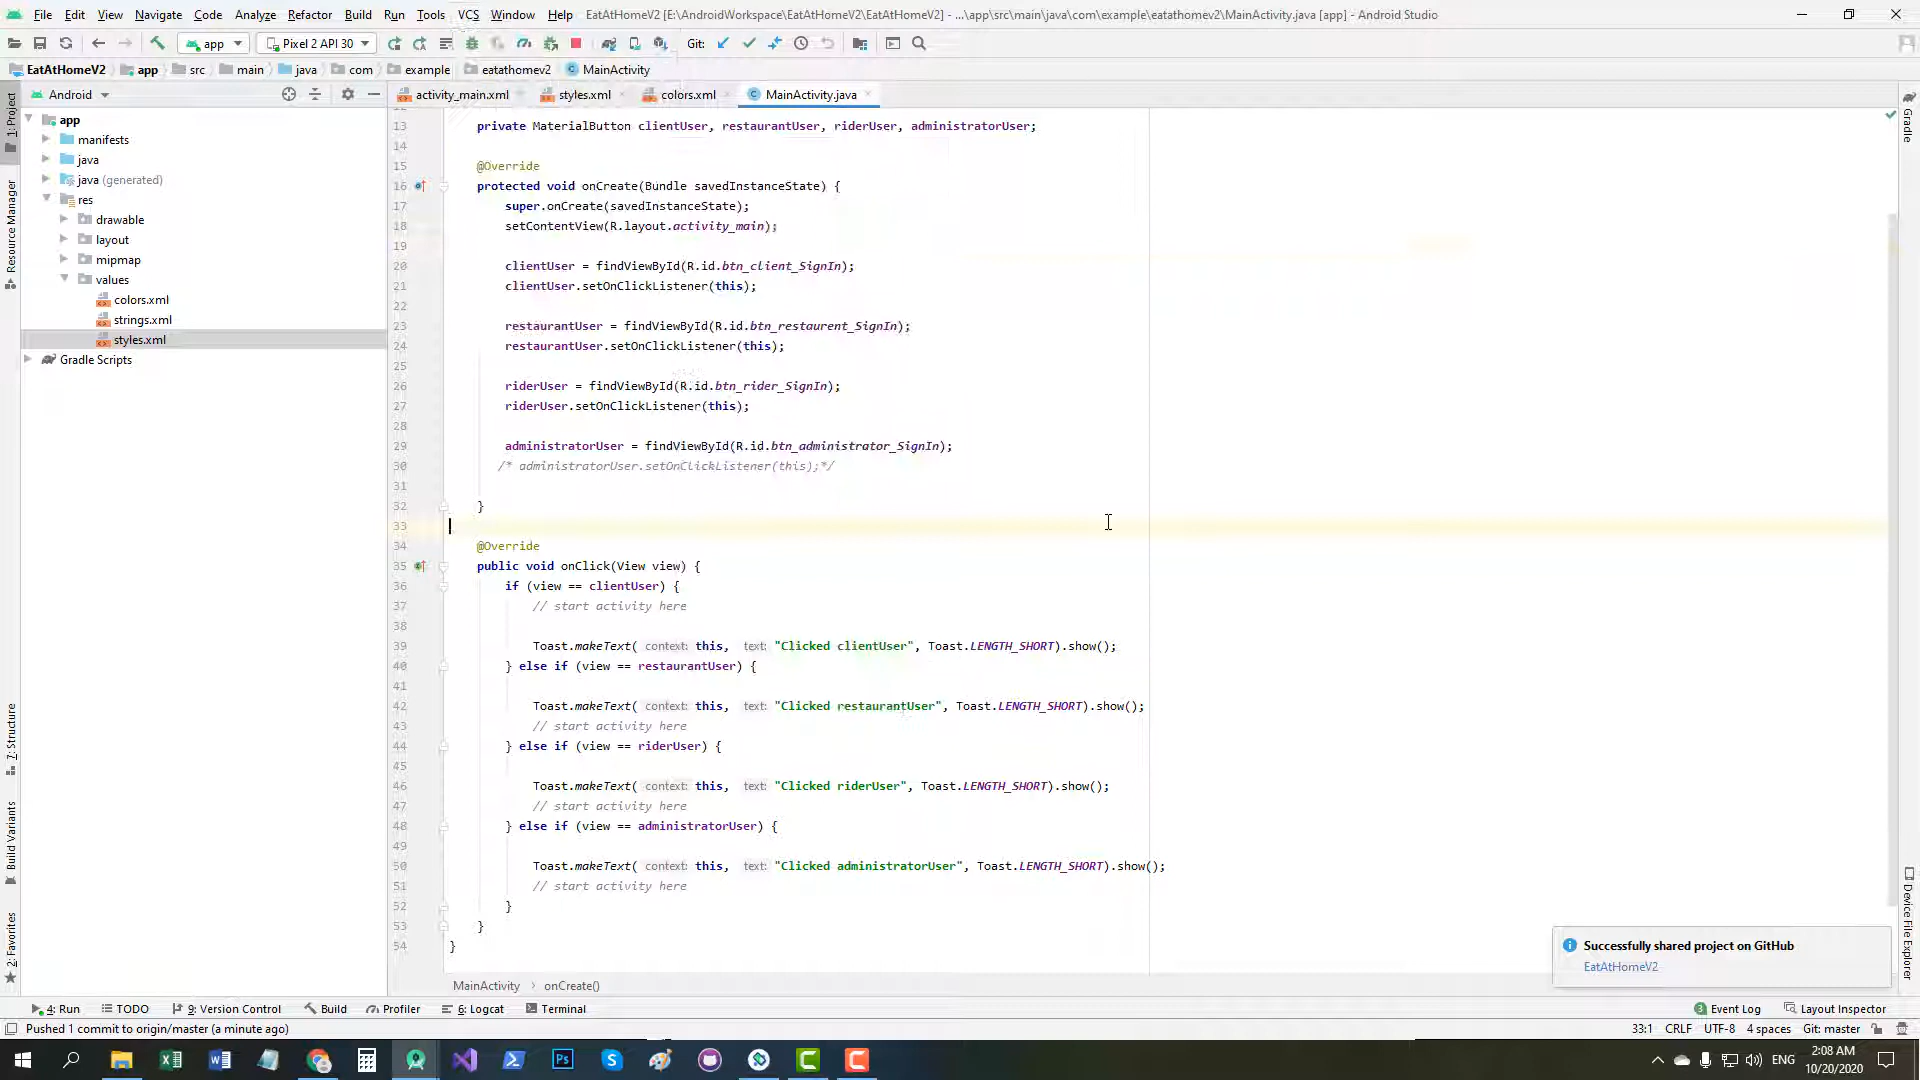 File Edit View Navigate Code Analyze Refactor Build Run Tools VCS Window Help EatAtHomeV2 [E:\AndroidWorkspace\EatAtHomeV2\EatAtHomeV2] - ...\app\src\main\java\com\example\eatathomev2\MainActivity.java [app] - Android Studio
app Pixel 2 API 30 Git:
EatAtHomeV2 app src main java com example eatathomev2 MainActivity
Android activity_main.xml styles.xml colors.xml MainActivity.java
1: Project
Resource Manager
7: Structure
Build Variants
2: Favorites
app
manifests
java
java (generated)
res
drawable
layout
mipmap
values
colors.xml
strings.xml
styles.xml
Gradle Scripts
13 private MaterialButton clientUser, restaurantUser, riderUser, administratorUser;
14
15 @Override
16 protected void onCreate(Bundle savedInstanceState) {
17 super.onCreate(savedInstanceState);
18 setContentView(R.layout.activity_main);
19
20 clientUser = findViewById(R.id.btn_client_SignIn);
21 clientUser.setOnClickListener(this);
22
23 restaurantUser = findViewById(R.id.btn_restaurent_SignIn);
24 restaurantUser.setOnClickListener(this);
25
26 riderUser = findViewById(R.id.btn_rider_SignIn);
27 riderUser.setOnClickListener(this);
28
29 administratorUser = findViewById(R.id.btn_administrator_SignIn);
30 /* administratorUser.setOnClickListener(this);*/
31
32 }
33
34 @Override
35 public void onClick(View view) {
36 if (view == clientUser) {
37 // start activity here
38
39 Toast.makeText( context: this, text: "Clicked clientUser", Toast.LENGTH_SHORT).show();
40 } else if (view == restaurantUser) {
41
42 Toast.makeText( context: this, text: "Clicked restaurantUser", Toast.LENGTH_SHORT).show();
43 // start activity here
44 } else if (view == riderUser) {
45
46 Toast.makeText( context: this, text: "Clicked riderUser", Toast.LENGTH_SHORT).show();
47 // start activity here
48 } else if (view == administratorUser) {
49
50 Toast.makeText( context: this, text: "Clicked administratorUser", Toast.LENGTH_SHORT).show();
51 // start activity here
52 }
53 }
54 }
Gradle
Device File Explorer
Successfully shared project on GitHub
EatAtHomeV2
MainActivity onCreate()
4: Run TODO 9: Version Control Build Profiler 6: Logcat Terminal 3 Event Log Layout Inspector
Pushed 1 commit to origin/master (a minute ago) 33:1 CRLF UTF-8 4 spaces Git: master
ENG 2:08 AM
10/20/2020